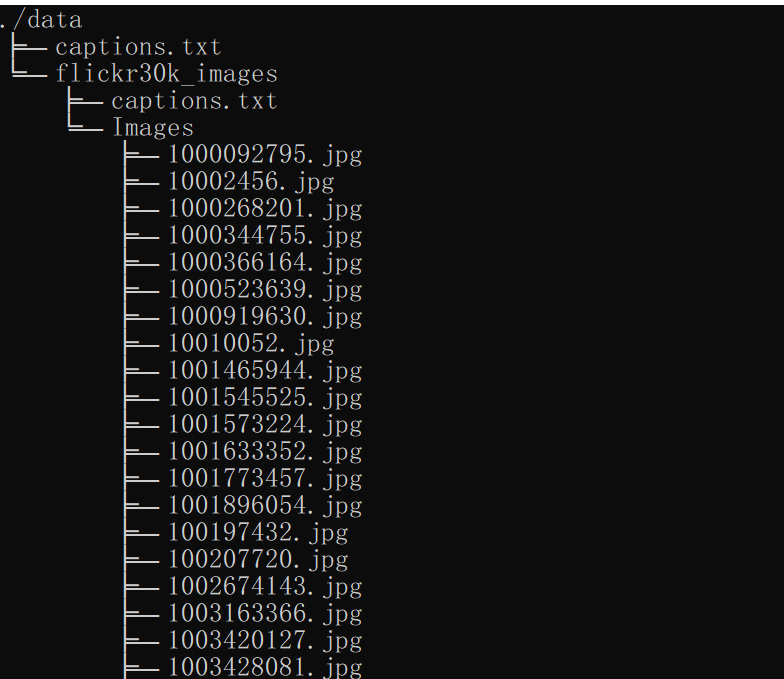 ./data
├── captions.txt
└── flickr30k_images
    ├── captions.txt
    └── Images
        ├── 1000092795.jpg
        ├── 10002456.jpg
        ├── 1000268201.jpg
        ├── 1000344755.jpg
        ├── 1000366164.jpg
        ├── 1000523639.jpg
        ├── 1000919630.jpg
        ├── 10010052.jpg
        ├── 1001465944.jpg
        ├── 1001545525.jpg
        ├── 1001573224.jpg
        ├── 1001633352.jpg
        ├── 1001773457.jpg
        ├── 1001896054.jpg
        ├── 100197432.jpg
        ├── 100207720.jpg
        ├── 1002674143.jpg
        ├── 1003163366.jpg
        ├── 1003420127.jpg
        ├── 1003428081.jpg